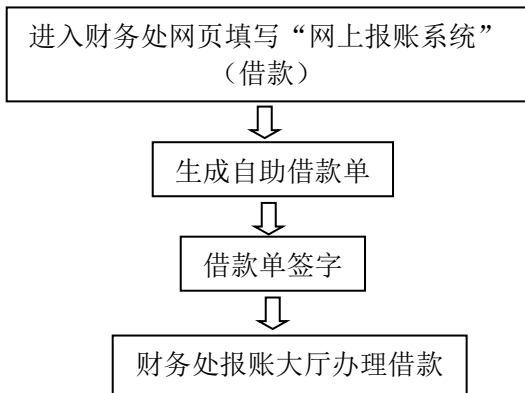 进入财务处网页填写“网上报账系统”
（借款）
生成自助借款单
借款单签字
财务处报账大厅办理借款